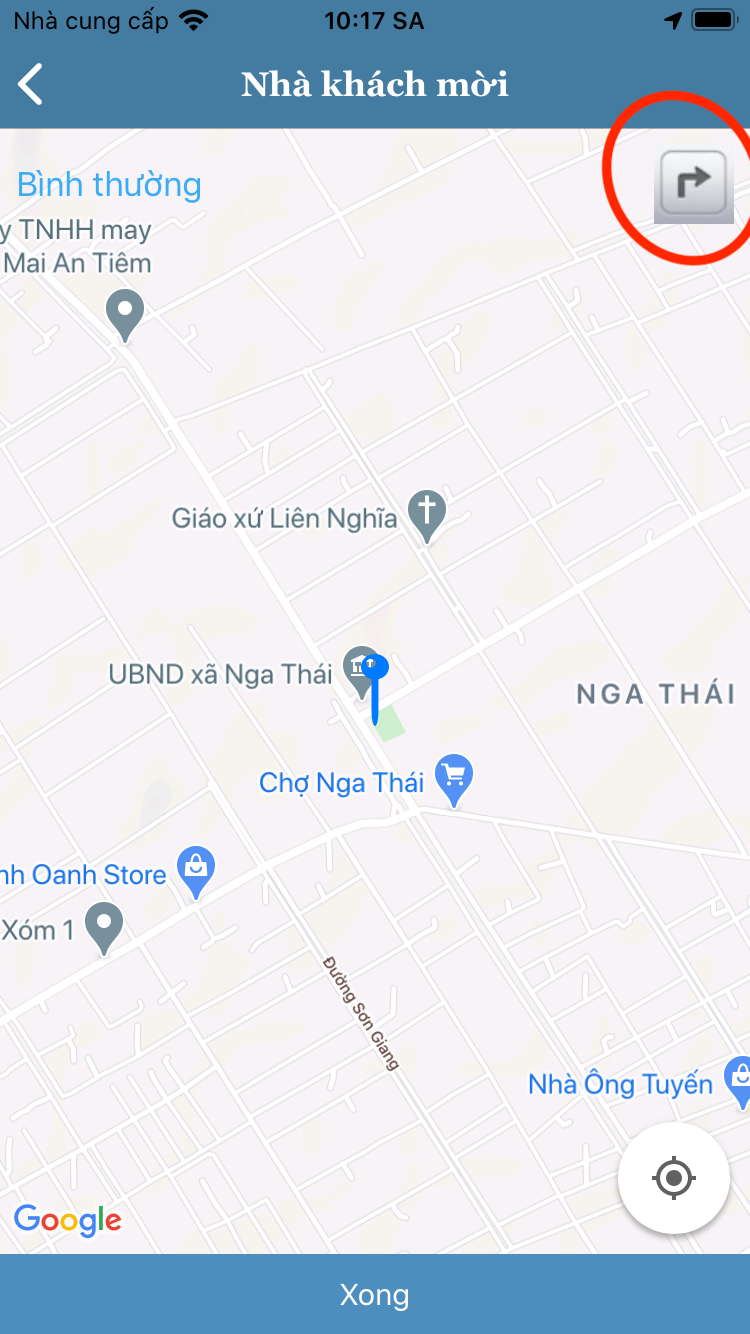 Nhà cung cấp
10:17 SA
Nhà khách mời
Bình thường
y TNHH may
Mai An Tiêm
Giáo xứ Liên Nghĩa
UBND xã Nga Thái
NGA THÁI
Chợ Nga Thái
nh Oanh Store
Xóm 1
Đường Sơn Giang
Nhà Ông Tuyến
Google
Xong